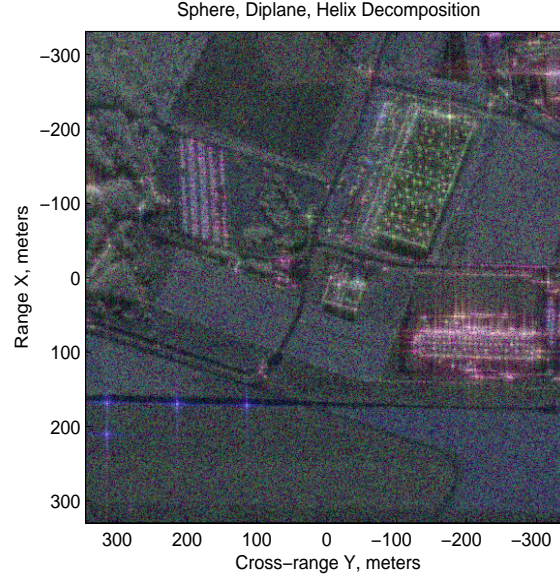 Sphere, Diplane, Helix Decomposition
−300
−200
−100
0
100
200
300
Range X, meters
300 200 100 0 −100 −200 −300
Cross−range Y, meters